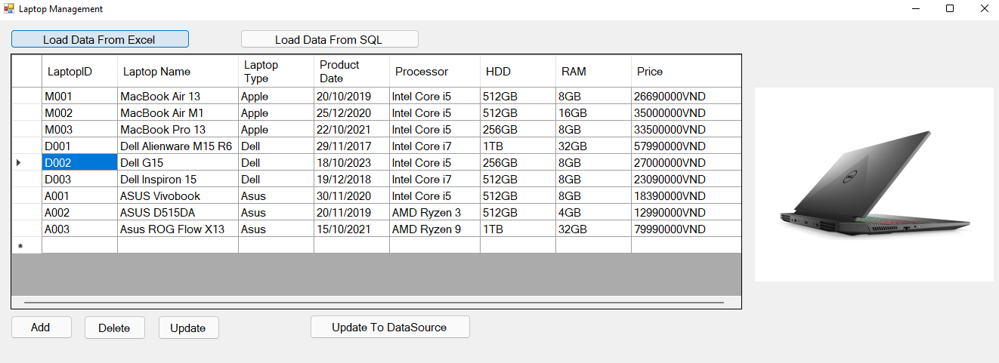 Laptop Management
Load Data From Excel Load Data From SQL
LaptopID Laptop Name Laptop Type Product Date Processor HDD RAM Price
M001 MacBook Air 13 Apple 20/10/2019 Intel Core i5 512GB 8GB 26690000VND
M002 MacBook Air M1 Apple 25/12/2020 Intel Core i5 512GB 16GB 35000000VND
M003 MacBook Pro 13 Apple 22/10/2021 Intel Core i5 256GB 8GB 33500000VND
D001 Dell Alienware M15 R6 Dell 29/11/2017 Intel Core i7 1TB 32GB 57990000VND
D002 Dell G15 Dell 18/10/2023 Intel Core i5 256GB 8GB 27000000VND
D003 Dell Inspiron 15 Dell 19/12/2018 Intel Core i7 512GB 8GB 23090000VND
A001 ASUS Vivobook Asus 30/11/2020 Intel Core i5 512GB 8GB 18390000VND
A002 ASUS D515DA Asus 20/11/2019 AMD Ryzen 3 512GB 4GB 12990000VND
A003 Asus ROG Flow X13 Asus 15/10/2021 AMD Ryzen 9 1TB 32GB 79990000VND
DELL
Add Delete Update Update To DataSource